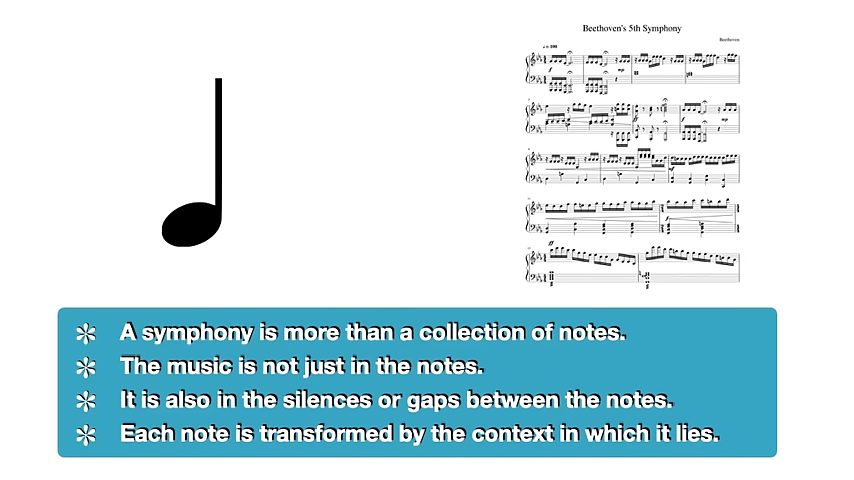 Beethoven's 5th Symphony
Beethoven
A symphony is more than a collection of notes.
The music is not just in the notes.
It is also in the silences or gaps between the notes.
Each note is transformed by the context in which it lies.